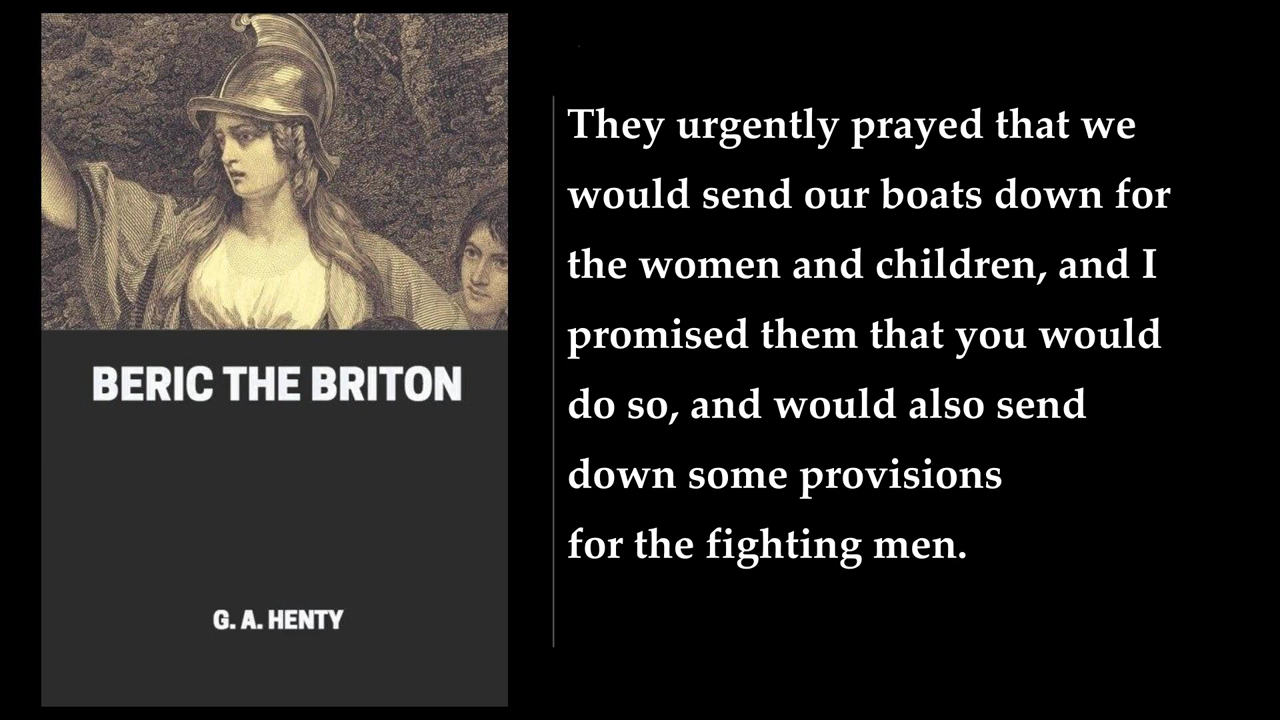 BERIC THE BRITON
G. A. HENTY
They urgently prayed that we
would send our boats down for
the women and children, and I
promised them that you would
do so, and would also send
down some provisions
for the fighting men.